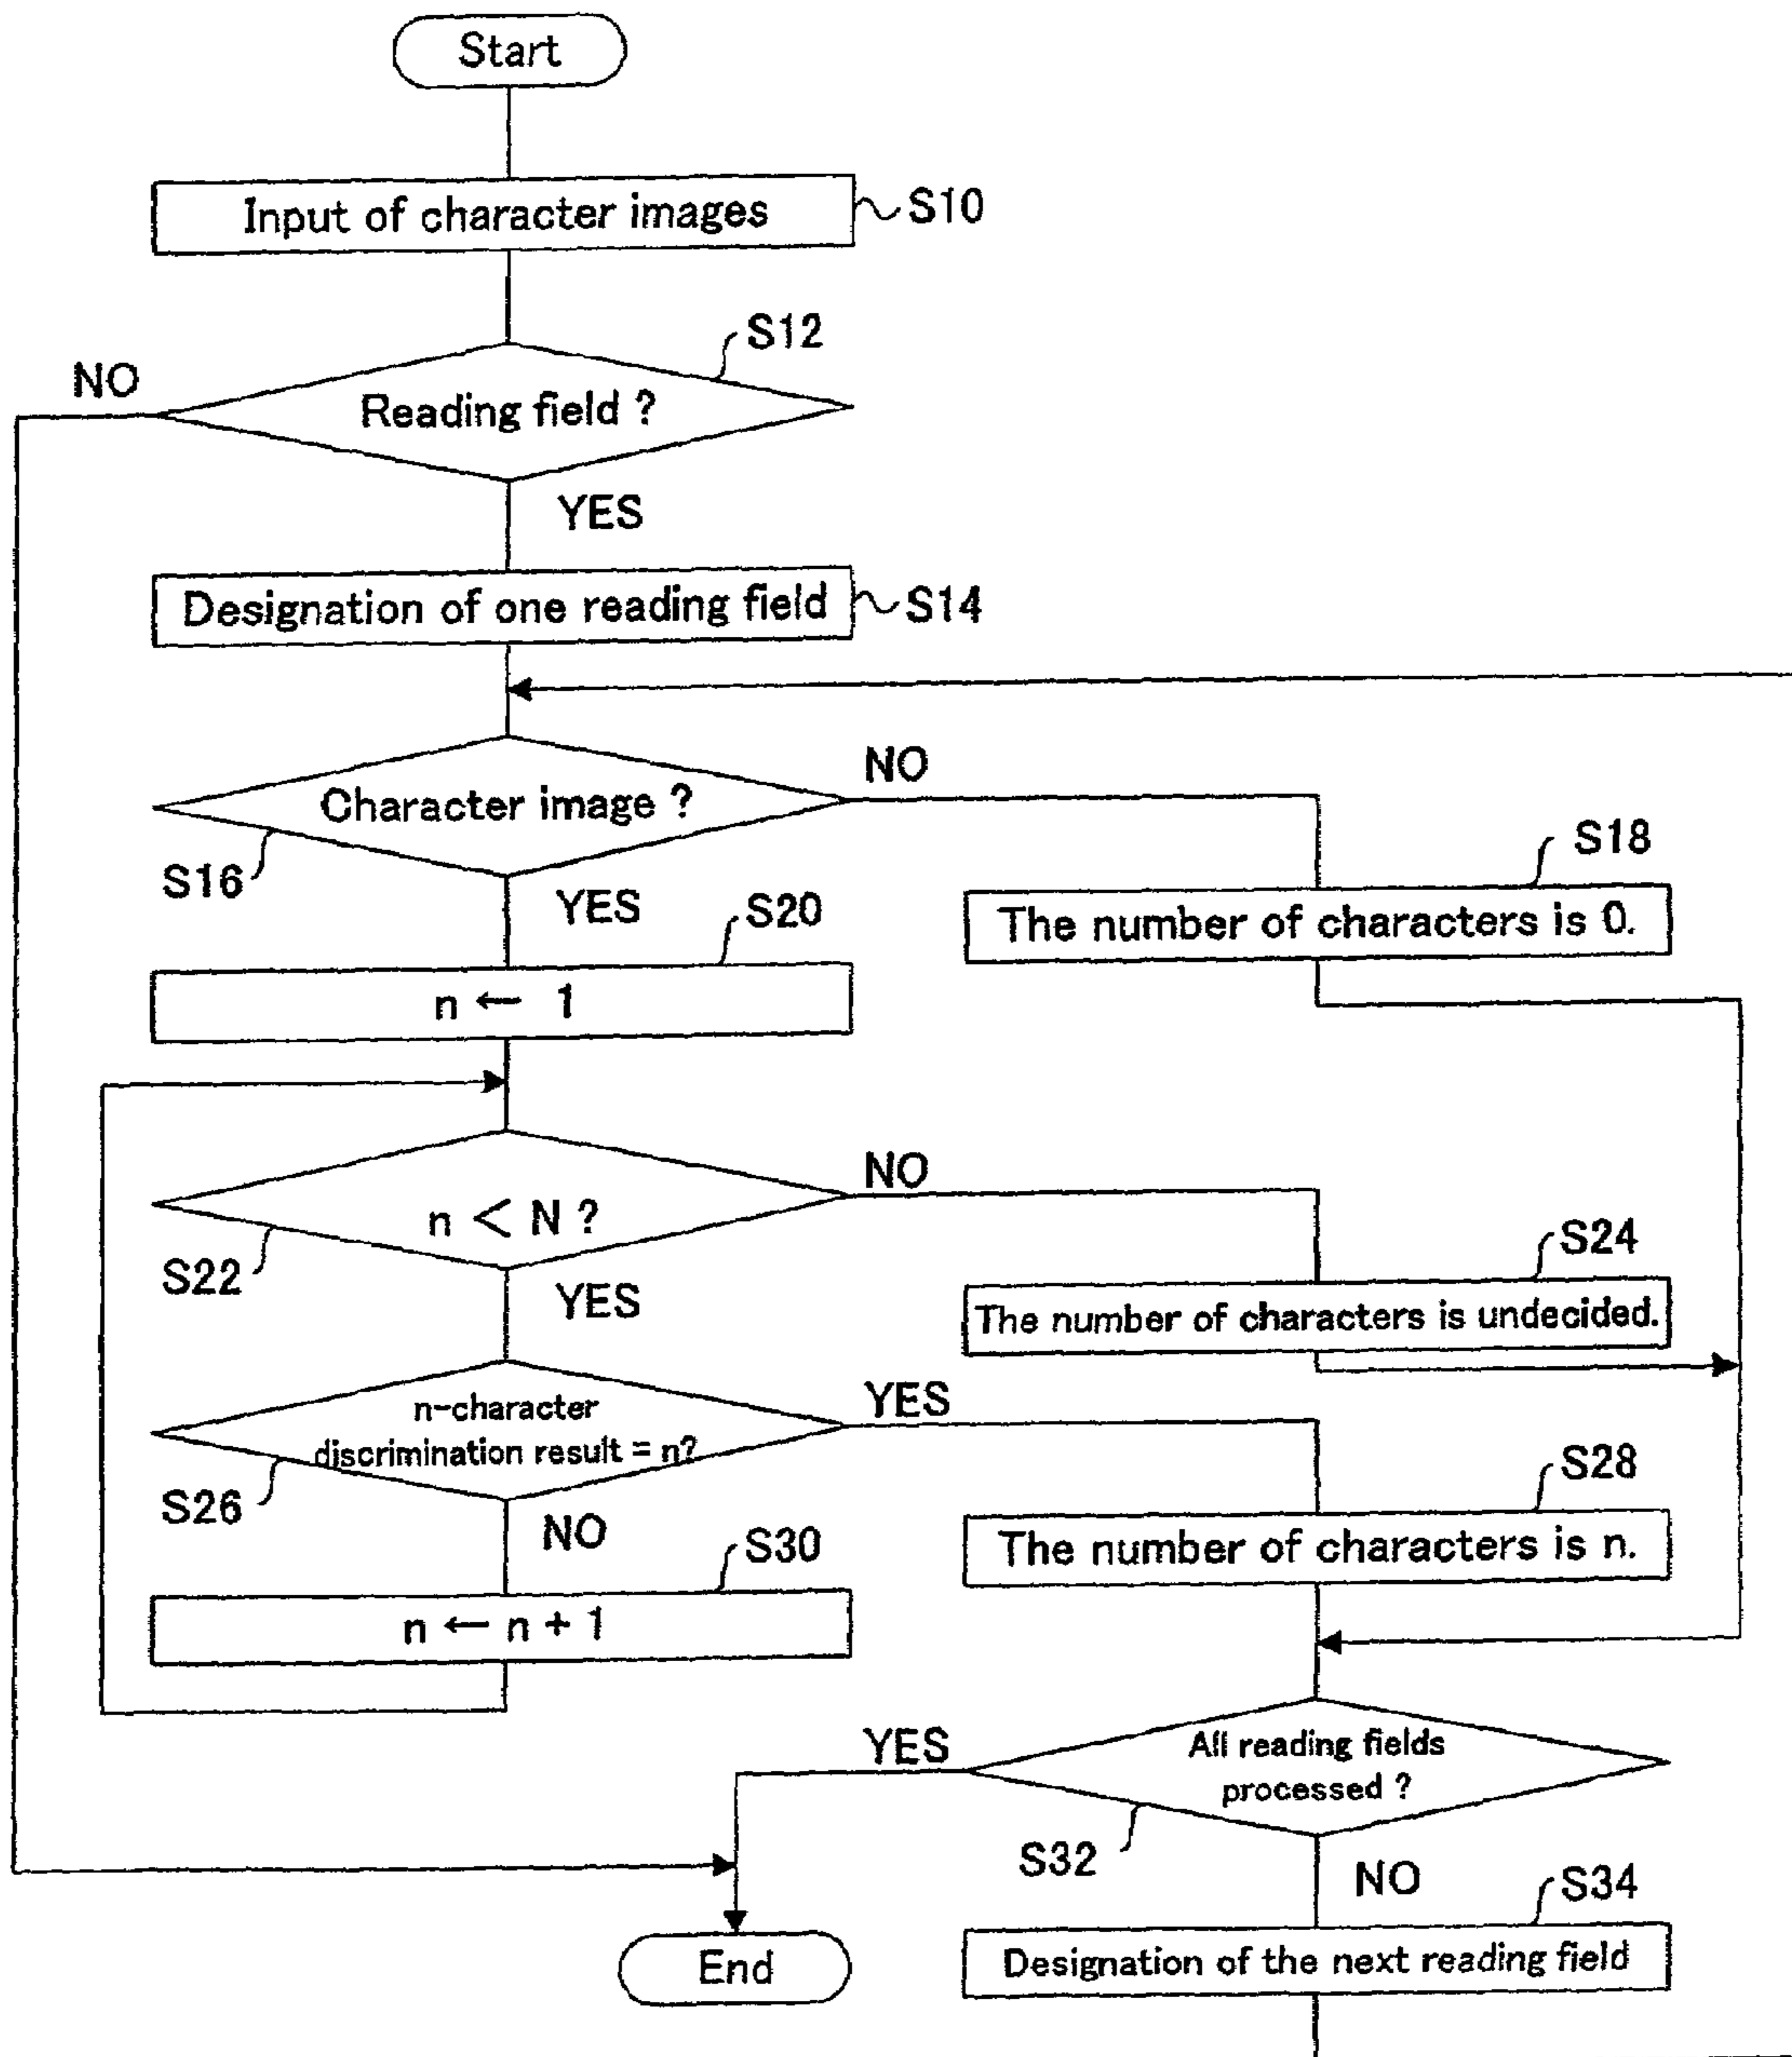 Start
Input of character images
S10
S12
NO
Reading field ?
YES
Designation of one reading field
S14
NO
Character image ?
S16
S18
YES
S20
The number of characters is 0.
n ← 1
NO
n < N ?
S22
S24
YES
The number of characters is undecided.
n-character
discrimination result = n?
YES
S26
S28
NO
S30
The number of characters is n.
n ← n + 1
YES
All reading fields
processed ?
S32
NO
S34
End
Designation of the next reading field